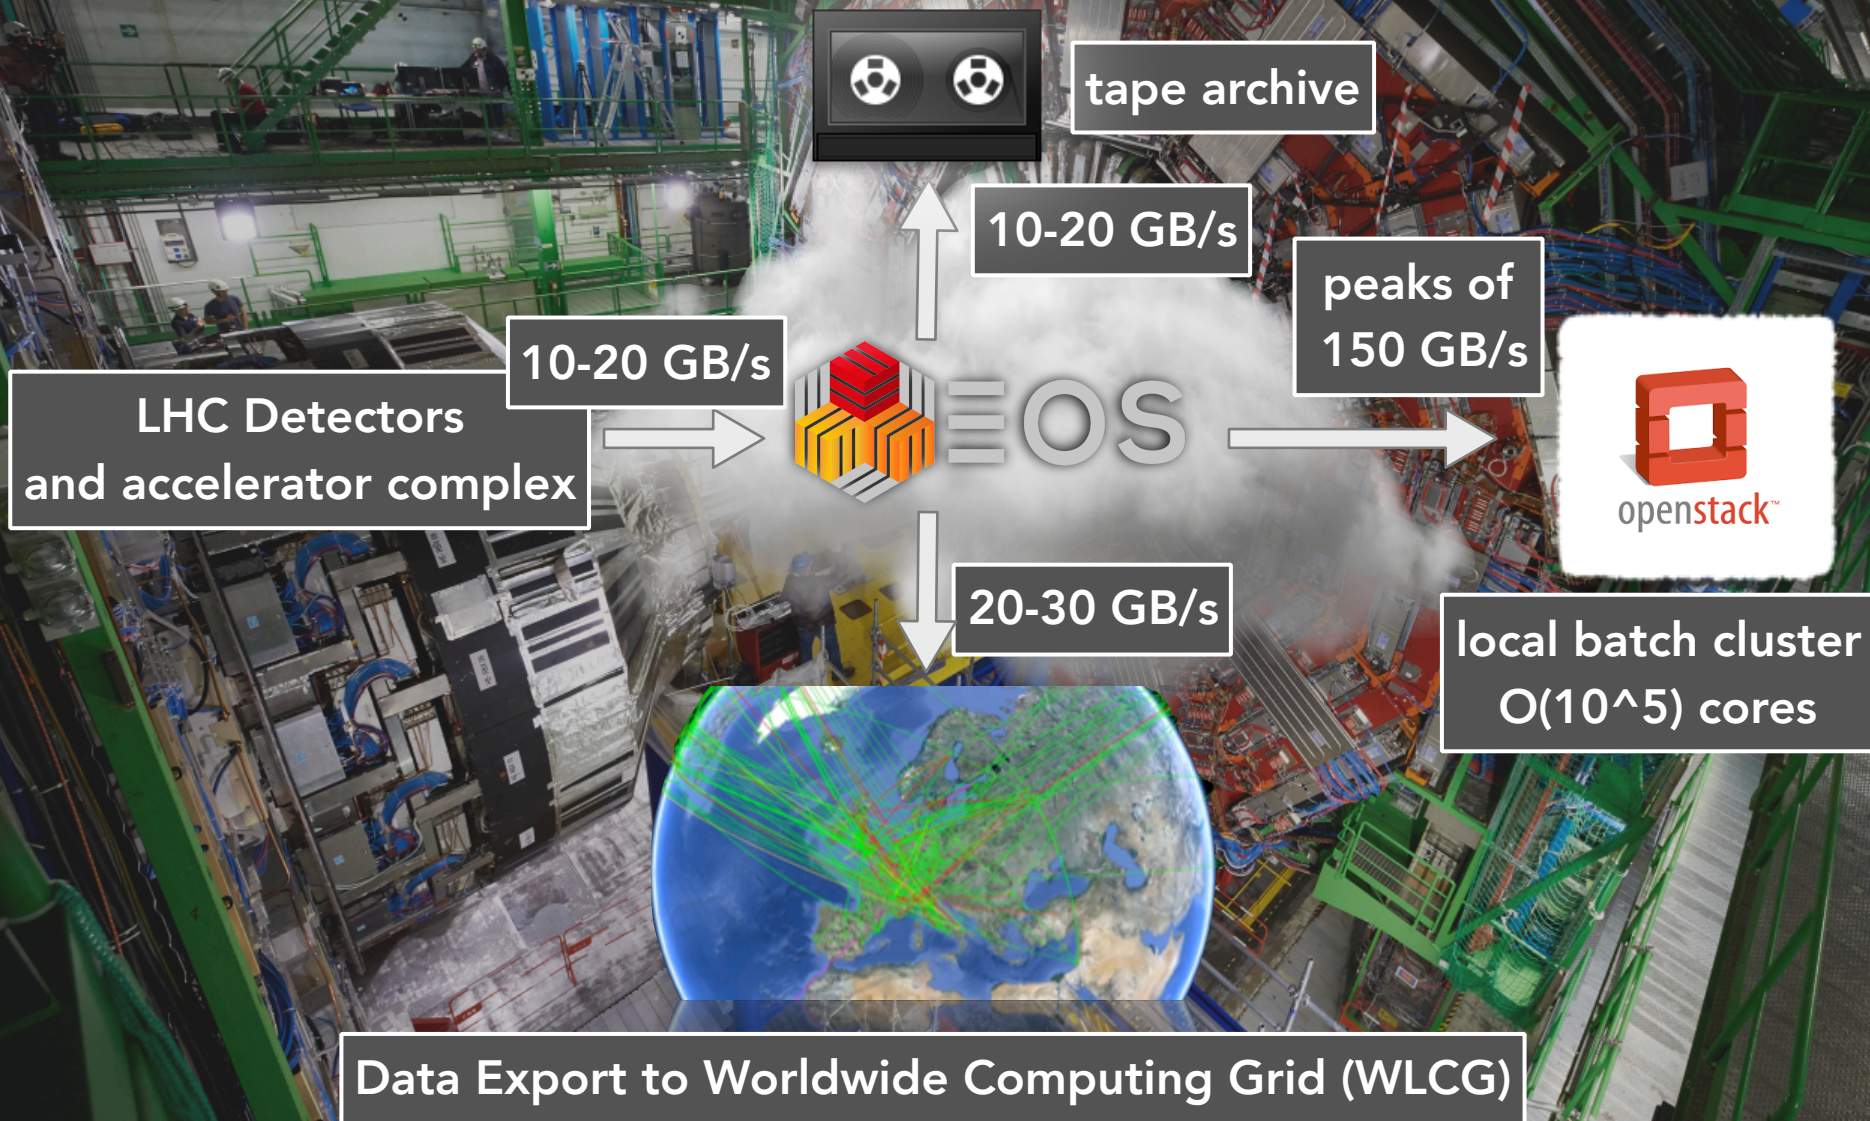 tape archive
10-20 GB/s
peaks of
150 GB/s
10-20 GB/s
LHC Detectors
and accelerator complex
EOS
openstack™
20-30 GB/s
local batch cluster
O(10^5) cores
Data Export to Worldwide Computing Grid (WLCG)